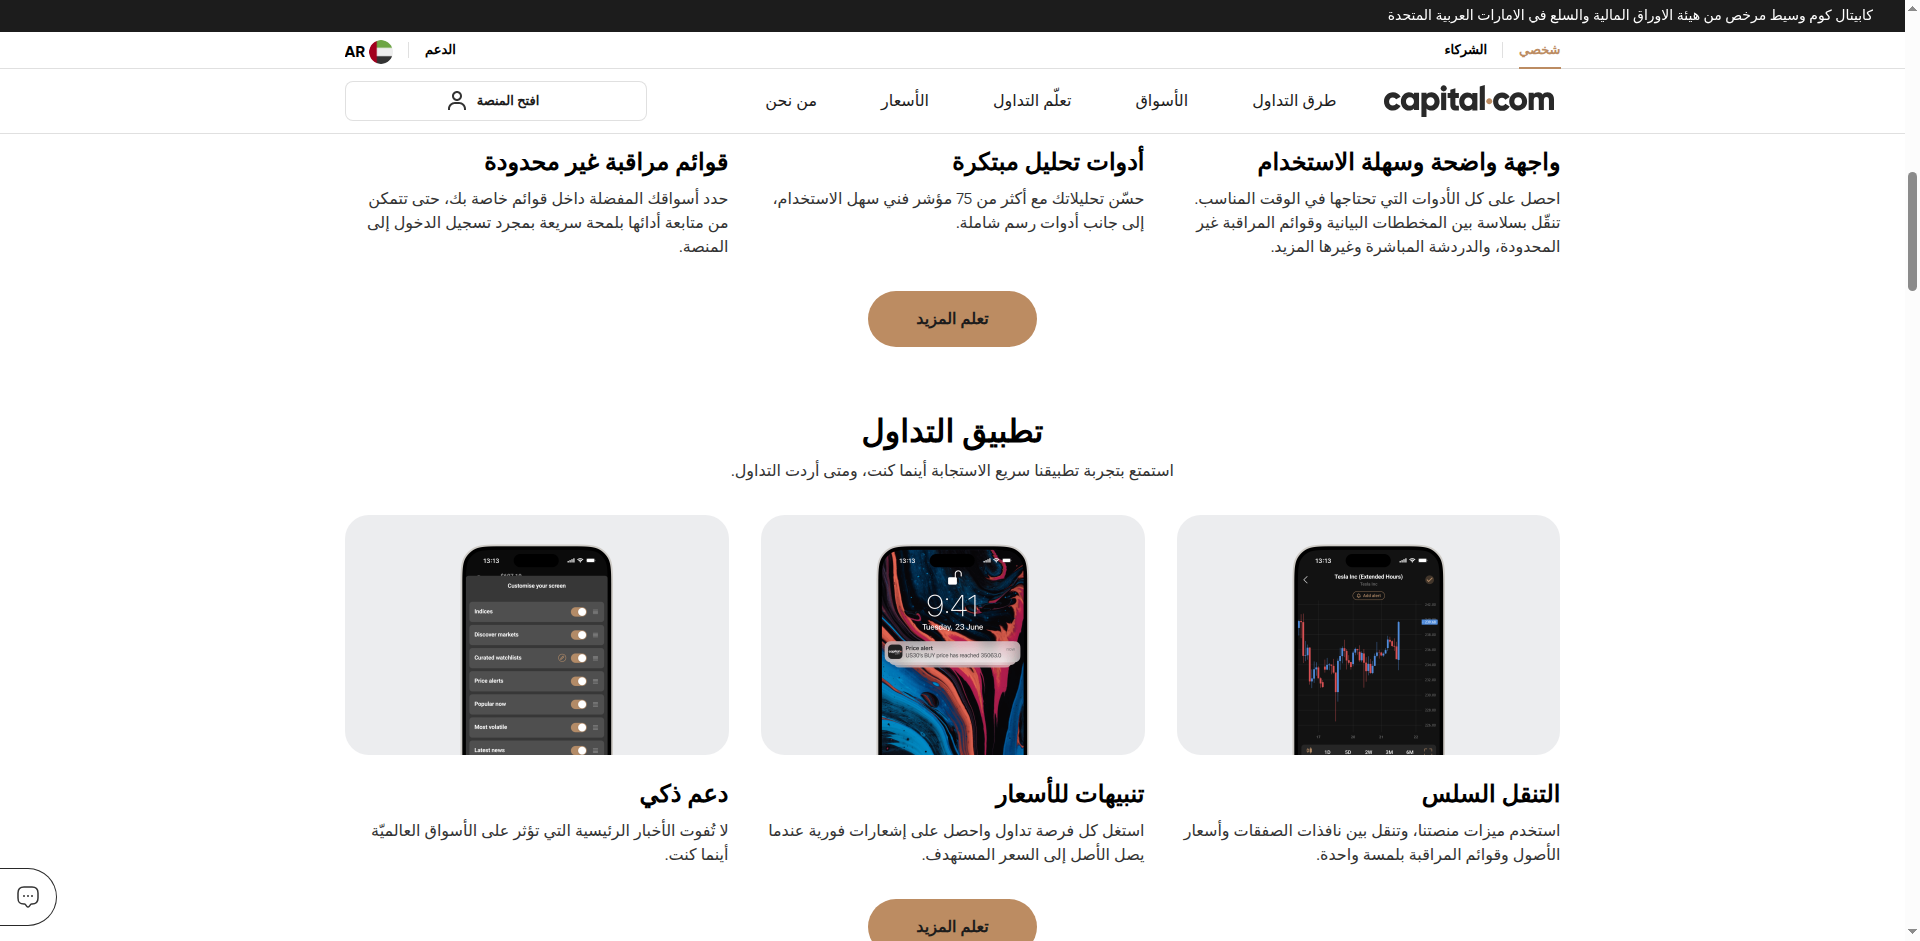 كابيتال كوم وسيط مرخص من هيئة الاوراق المالية والسلع في الامارات العربية المتحدة
شخصي
الشركاء
الدعم
AR
capital.com
طرق التداول
الأسواق
تعلّم التداول
الأسعار
من نحن
افتح المنصة
واجهة واضحة وسهلة الاستخدام
احصل على كل الأدوات التي تحتاجها في الوقت المناسب.
تنقّل بسلاسة بين المخططات البيانية وقوائم المراقبة غير
المحدودة، والدردشة المباشرة وغيرها المزيد.
أدوات تحليل مبتكرة
حسّن تحليلاتك مع أكثر من 75 مؤشر فني سهل الاستخدام،
إلى جانب أدوات رسم شاملة.
قوائم مراقبة غير محدودة
حدد أسواقك المفضلة داخل قوائم خاصة بك، حتى تتمكن
من متابعة أدائها بلمحة سريعة بمجرد تسجيل الدخول إلى
المنصة.
تعلم المزيد
تطبيق التداول
استمتع بتجربة تطبيقنا سريع الاستجابة أينما كنت، ومتى أردت التداول.
13:13
Tesla Inc (Extended Hours)
Tesla Inc
Add alert
1D 5D 2W 3M 6M
13:13
9:41
Tuesday, 23 June
Price alert
US30's BUY price has reached 35063.0
13:13
Customise your screen
Indices
Discover markets
Curated watchlists
Price alerts
Popular now
Most volatile
Latest news
التنقل السلس
استخدم ميزات منصتنا، وتنقل بين نافذات الصفقات وأسعار
الأصول وقوائم المراقبة بلمسة واحدة.
تنبيهات للأسعار
استغل كل فرصة تداول واحصل على إشعارات فورية عندما
يصل الأصل إلى السعر المستهدف.
دعم ذكي
لا تُفوت الأخبار الرئيسية التي تؤثر على الأسواق العالميّة
أينما كنت.
تعلم المزيد